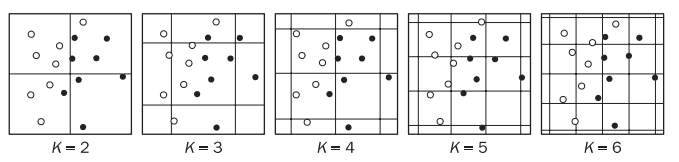 K = 2
K = 3
K = 4
K = 5
K = 6